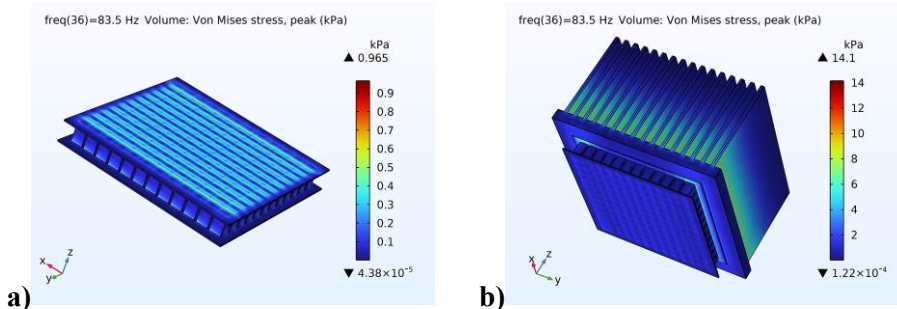 freq(36)=83.5 Hz Volume: Von Mises stress, peak (kPa)
kPa
▲ 0.965
0.9
0.8
0.7
0.6
0.5
0.4
0.3
0.2
0.1
▼ 4.38×10⁻⁵
x
y
z
a)
freq(36)=83.5 Hz Volume: Von Mises stress, peak (kPa)
kPa
▲ 14.1
14
12
10
8
6
4
2
▼ 1.22×10⁻⁴
x
z
y
b)